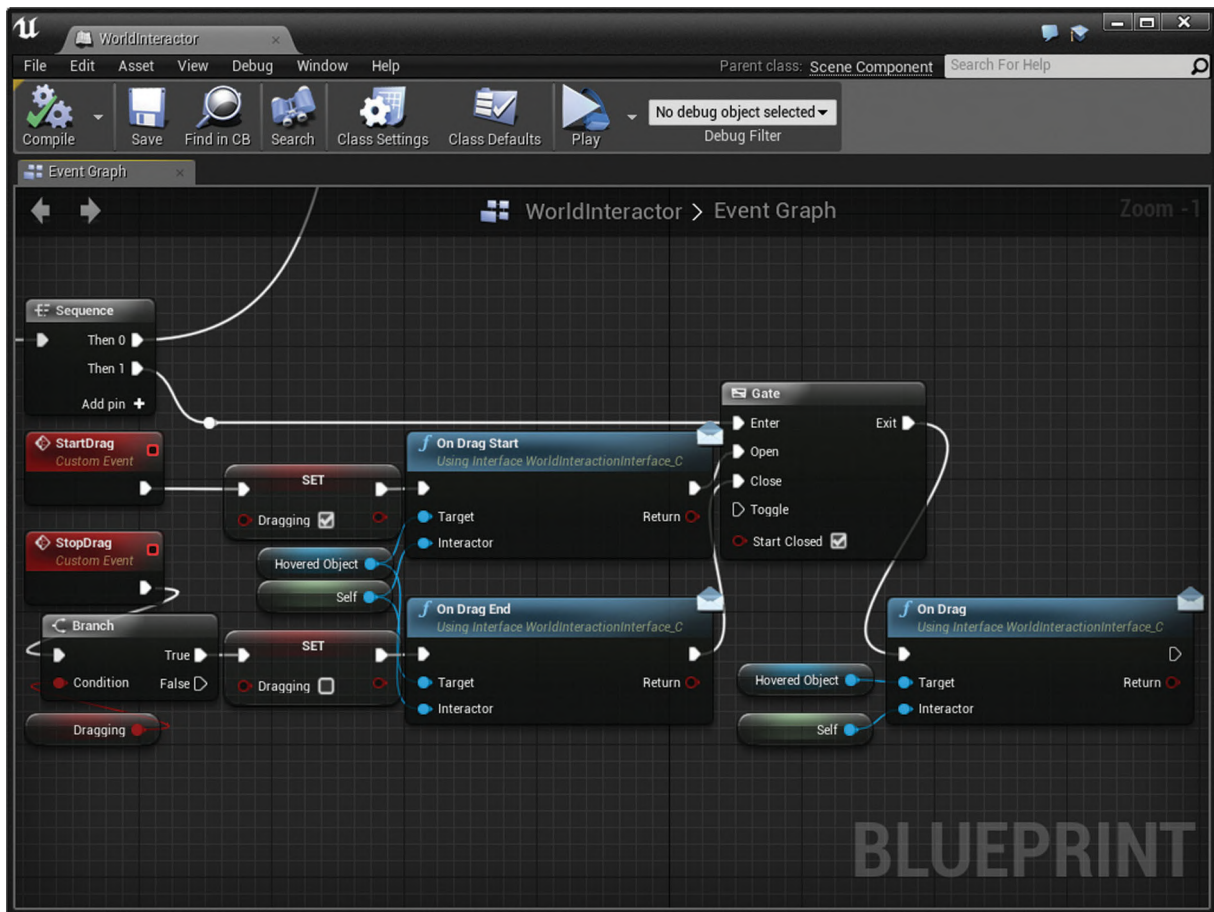 WorldInteractor
File Edit Asset View Debug Window Help
Parent class: Scene Component
Search For Help
Compile
Save
Find in CB
Search
Class Settings
Class Defaults
Play
No debug object selected
Debug Filter
Event Graph
WorldInteractor > Event Graph
Zoom -1
Sequence
Then 0
Then 1
Add pin +
StartDrag
Custom Event
SET
Dragging
On Drag Start
Using Interface WorldInteractionInterface_C
Target
Return
Interactor
Gate
Enter
Exit
Open
Close
Toggle
Start Closed
Hovered Object
Self
StopDrag
Custom Event
Branch
True
Condition
False
Dragging
SET
Dragging
On Drag End
Using Interface WorldInteractionInterface_C
Target
Return
Interactor
Hovered Object
Self
On Drag
Using Interface WorldInteractionInterface_C
Target
Return
Interactor
BLUEPRINT